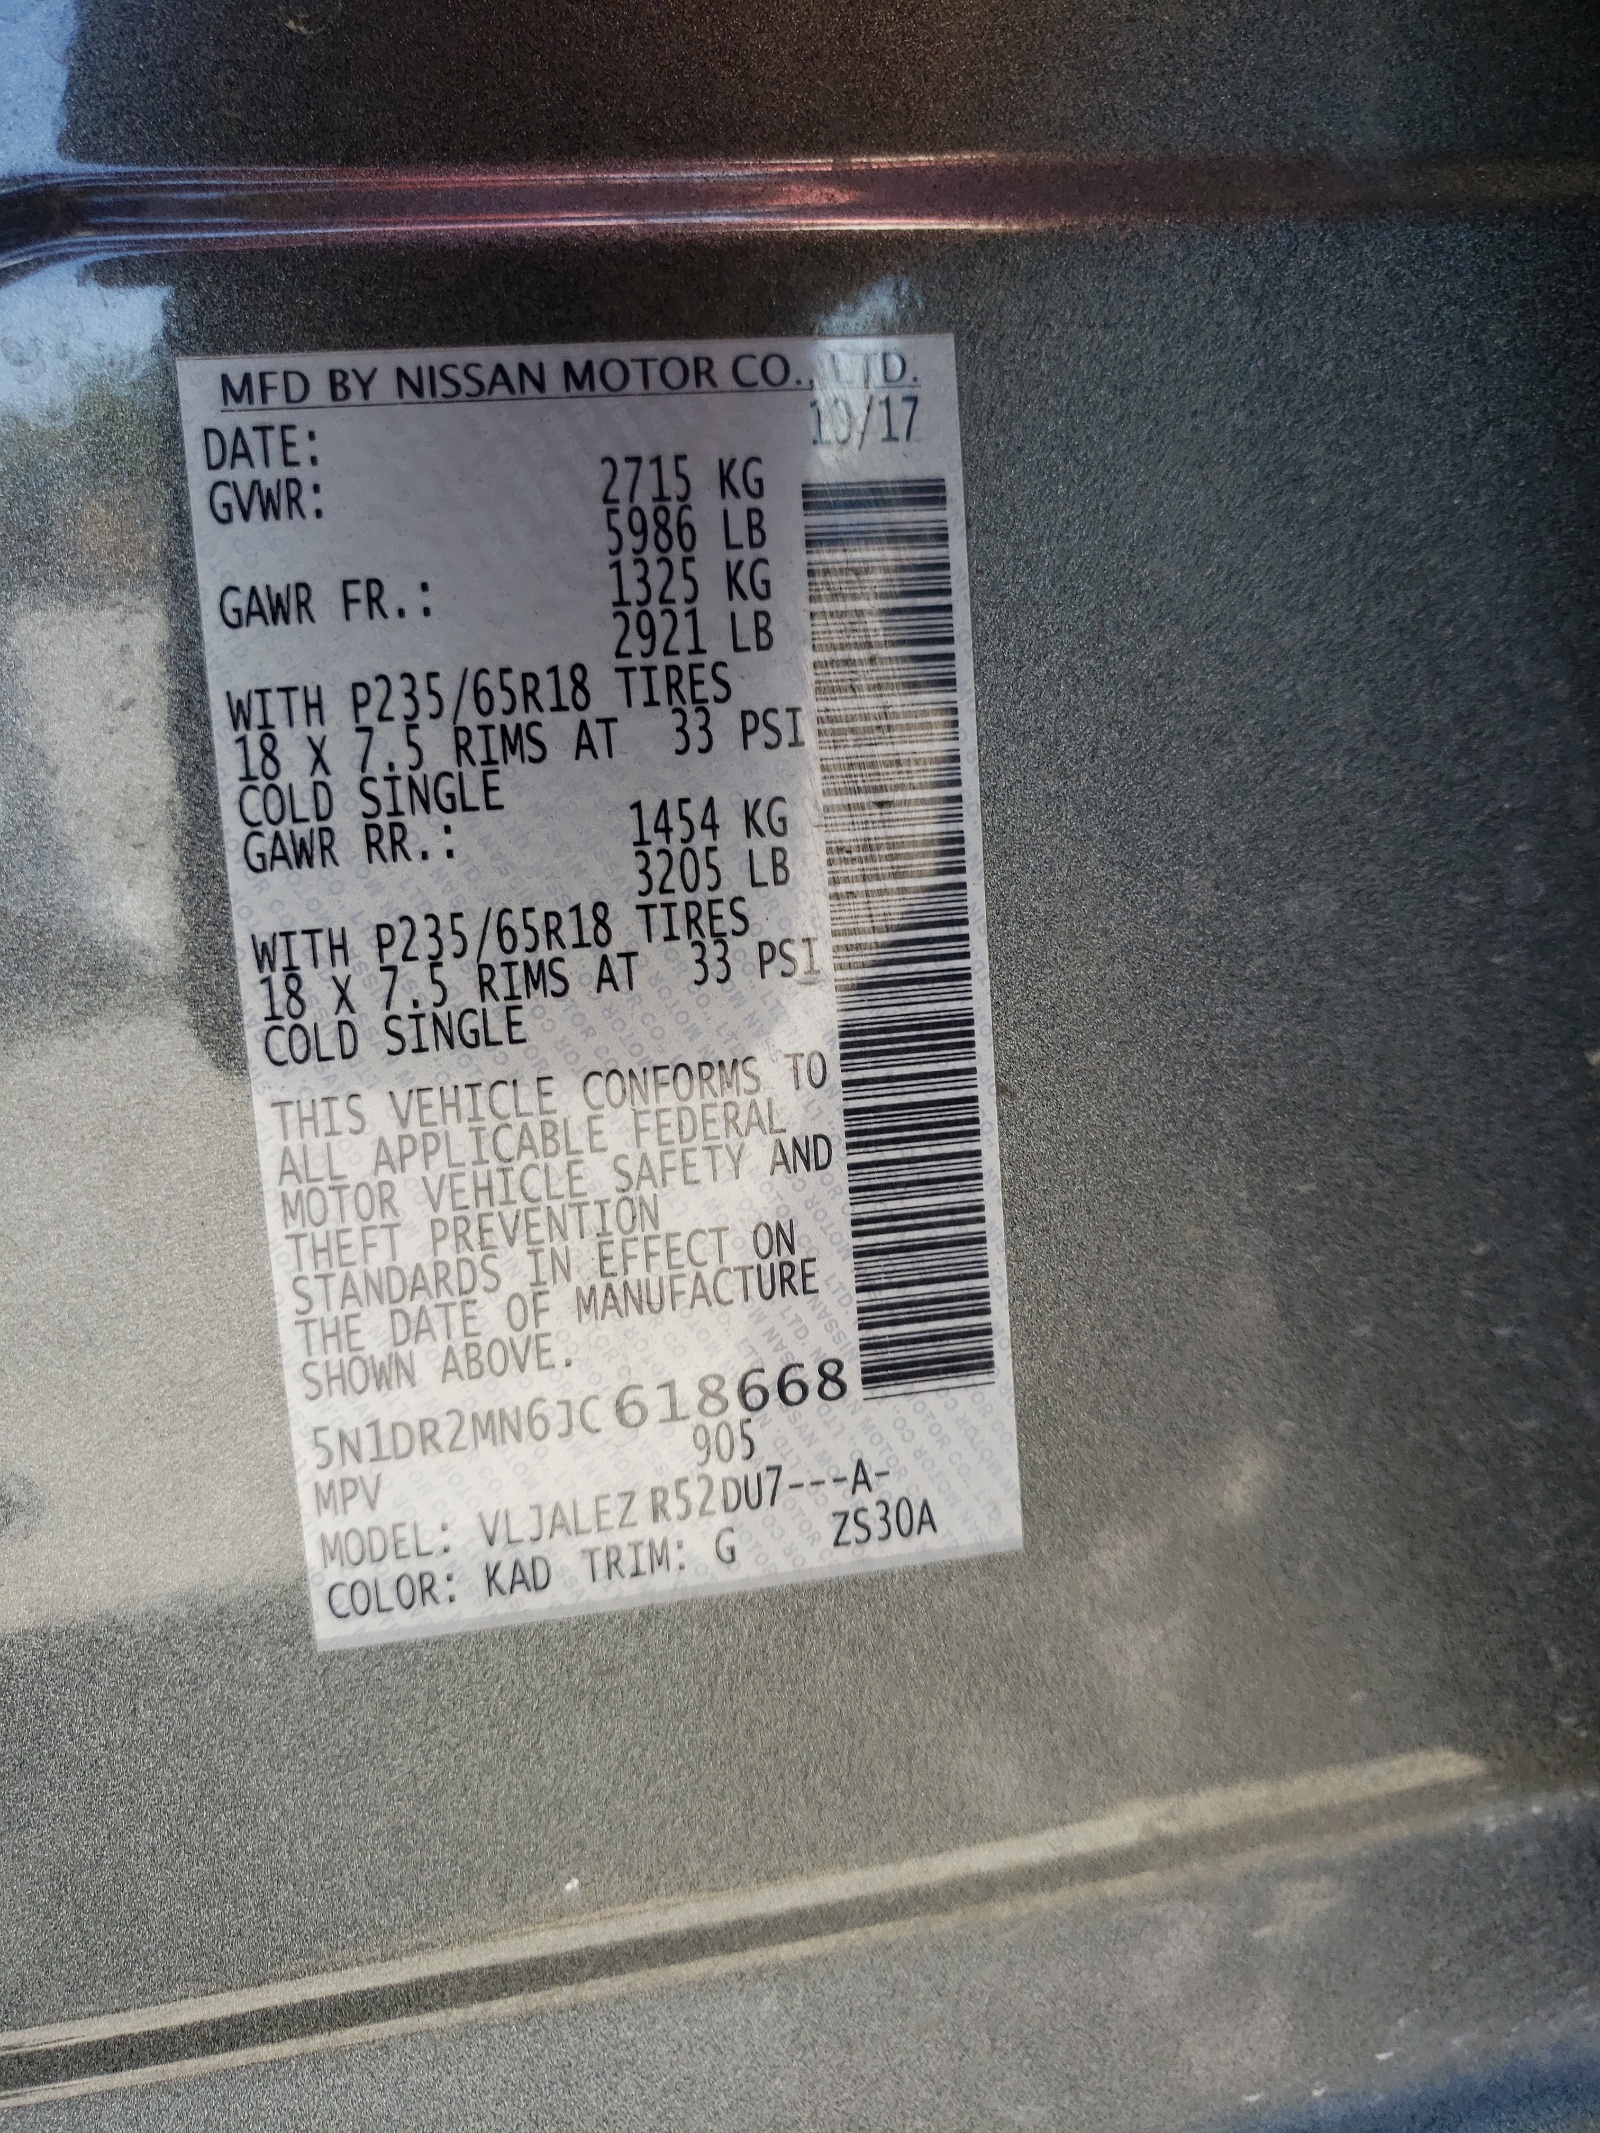 MFD BY NISSAN MOTOR CO., LTD.
DATE: 10/17
GVWR: 2715 KG
5986 LB
GAWR FR.: 1325 KG
2921 LB
WITH P235/65R18 TIRES
18 X 7.5 RIMS AT 33 PSI
COLD SINGLE
GAWR RR.: 1454 KG
3205 LB
WITH P235/65R18 TIRES
18 X 7.5 RIMS AT 33 PSI
COLD SINGLE
THIS VEHICLE CONFORMS TO
ALL APPLICABLE FEDERAL
MOTOR VEHICLE SAFETY AND
THEFT PREVENTION
STANDARDS IN EFFECT ON
THE DATE OF MANUFACTURE
SHOWN ABOVE.
5N1DR2MN6JC618668
MPV 905
MODEL: VLJALEZ R52DU7---A-
COLOR: KAD TRIM: G ZS30A